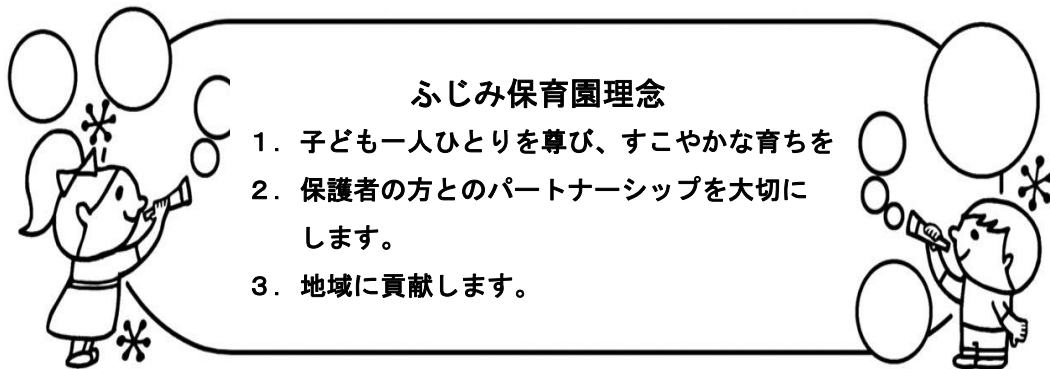 ふじみ保育園理念
１．子ども一人ひとりを尊び、すこやかな育ちを
２．保護者の方とのパートナーシップを大切に
します。
３．地域に貢献します。